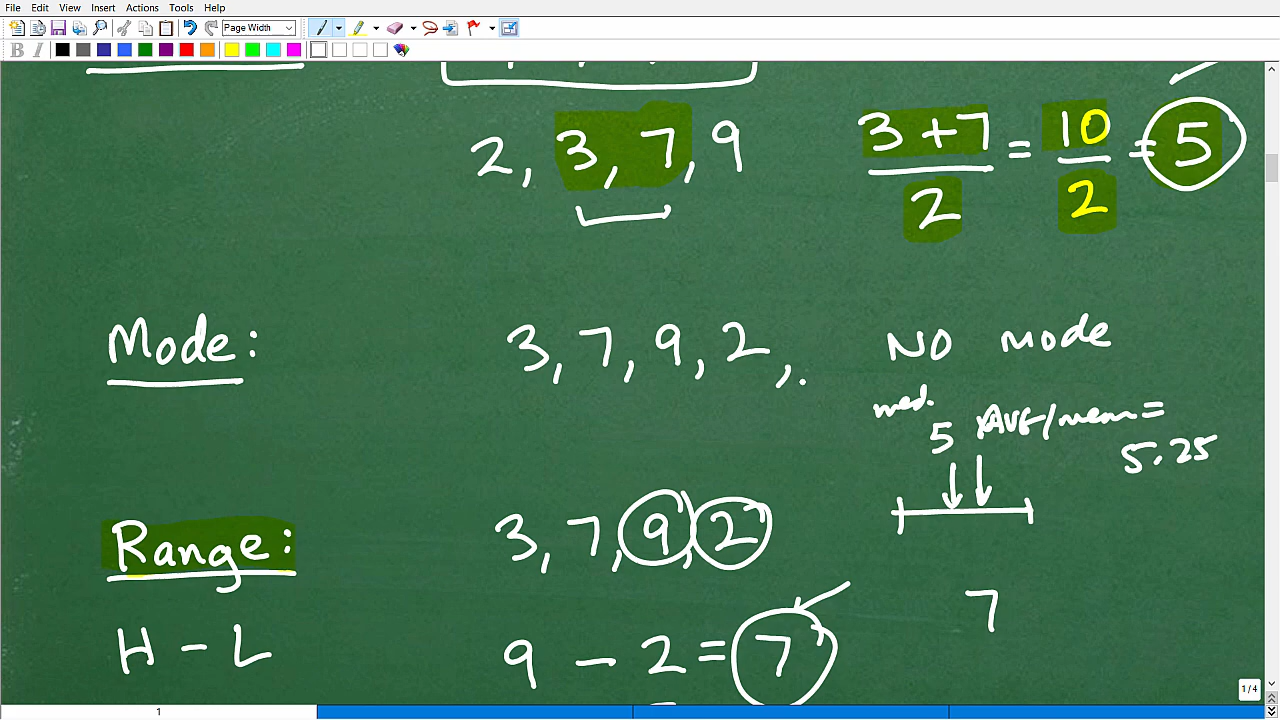 File Edit View Insert Actions Tools Help
Page Width
B I
2, 3, 7, 9
3 + 7 / 2 = 10 / 2 = 5
Mode: 3, 7, 9, 2, . NO mode
med. 5 AVG/mean = 5.25
Range: 3, 7, 9, 2
7
H - L 9 - 2 = 7
1/4
1